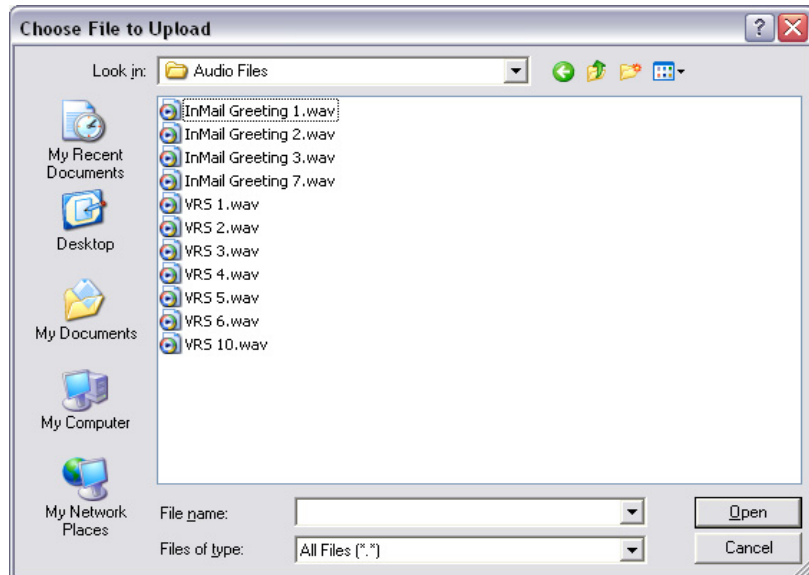 Choose File to Upload
Look in: Audio Files
My Recent
Documents
Desktop
My Documents
My Computer
My Network
Places
InMail Greeting 1.wav
InMail Greeting 2.wav
InMail Greeting 3.wav
InMail Greeting 7.wav
VRS 1.wav
VRS 2.wav
VRS 3.wav
VRS 4.wav
VRS 5.wav
VRS 6.wav
VRS 10.wav
File name: Open
Files of type: All Files (*.*) Cancel